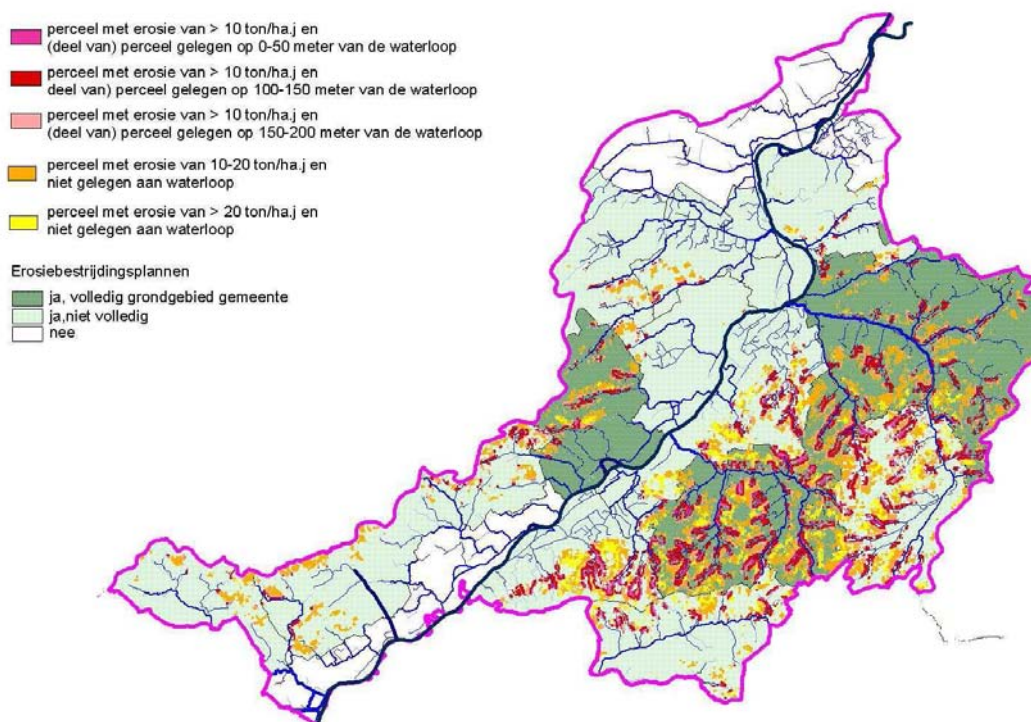 perceel met erosie van > 10 ton/ha.j en
(deel van) perceel gelegen op 0-50 meter van de waterloop
perceel met erosie van > 10 ton/ha.j en
deel van) perceel gelegen op 100-150 meter van de waterloop
perceel met erosie van > 10 ton/ha.j en
(deel van) perceel gelegen op 150-200 meter van de waterloop
perceel met erosie van 10-20 ton/ha.j en
niet gelegen aan waterloop
perceel met erosie van > 20 ton/ha.j en
niet gelegen aan waterloop
Erosiebestrijdingsplannen
ja, volledig grondgebied gemeente
ja,niet volledig
nee